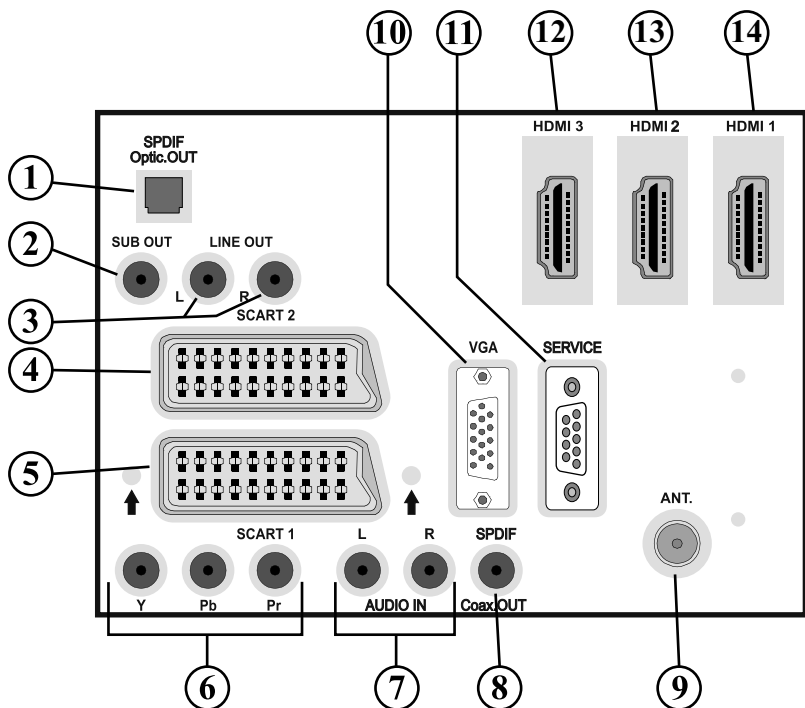 10 11 12 13 14
HDMI 3 HDMI 2 HDMI 1
SPDIF
Optic.OUT
1
2
SUB OUT LINE OUT
L R
3
SCART 2
4
VGA SERVICE
5
ANT.
SCART 1 L R SPDIF
Y Pb Pr AUDIO IN Coax.OUT
6 7 8 9